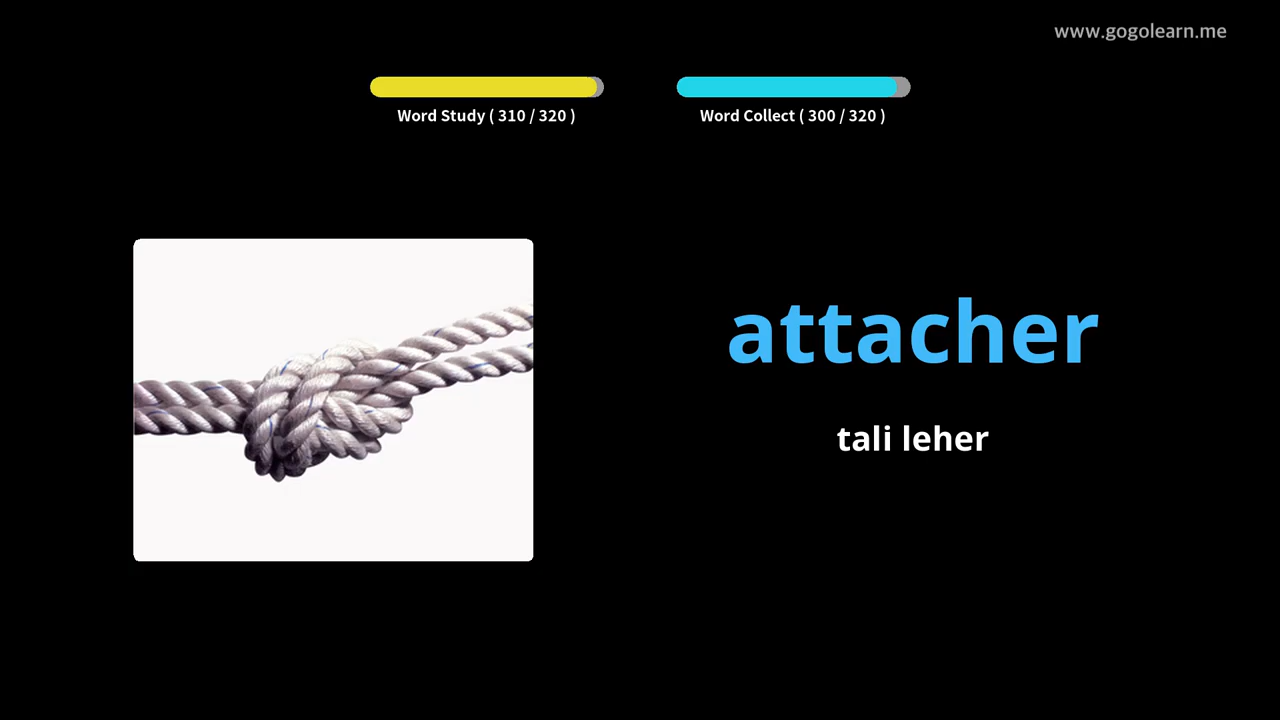 www.gogolearn.me
Word Study ( 310 / 320 )
Word Collect ( 300 / 320 )
attacher
tali leher